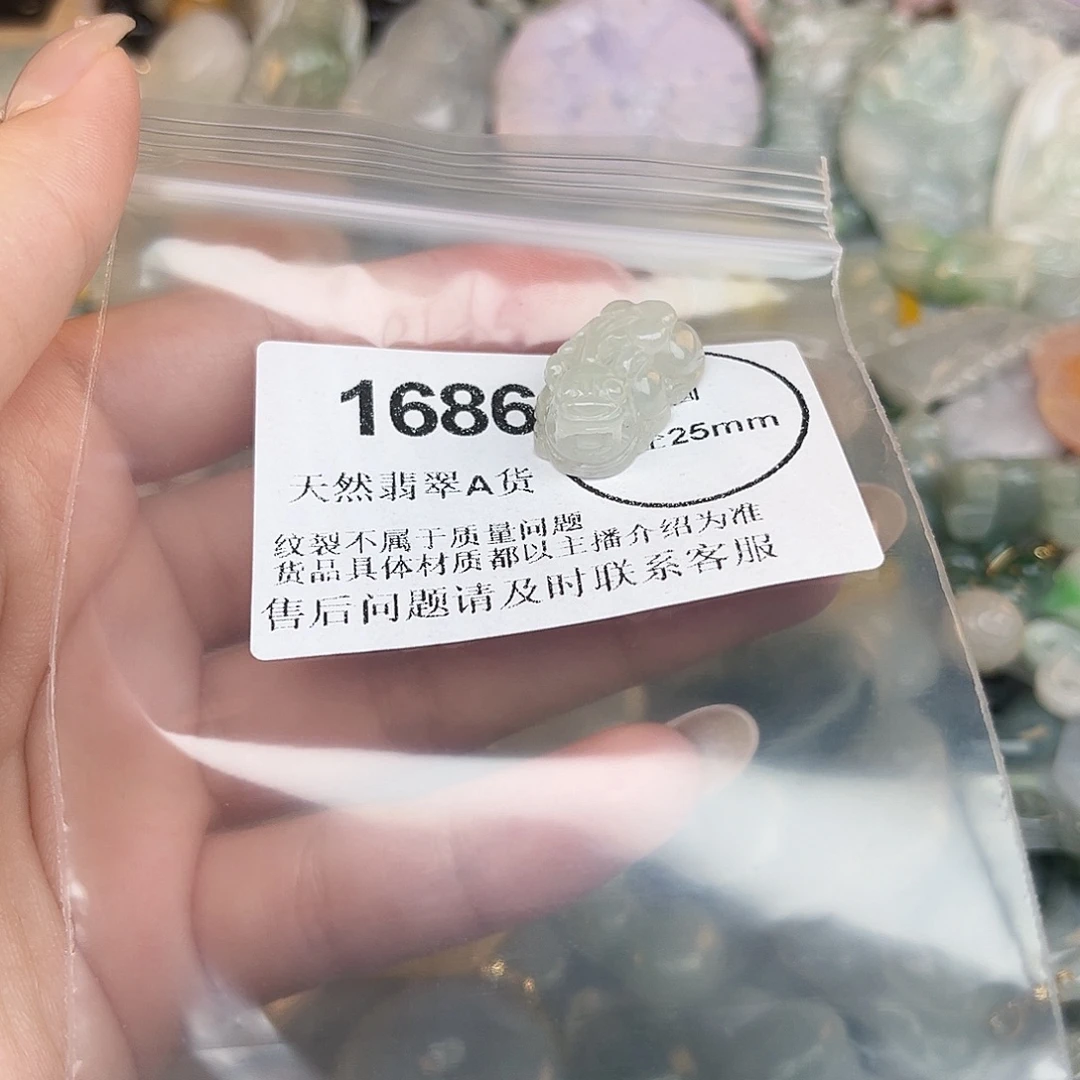 1686
25mm
天然翡翠A货
纹裂不属于质量问题
货品具体材质都以主播介绍为准
售后问题请及时联系客服